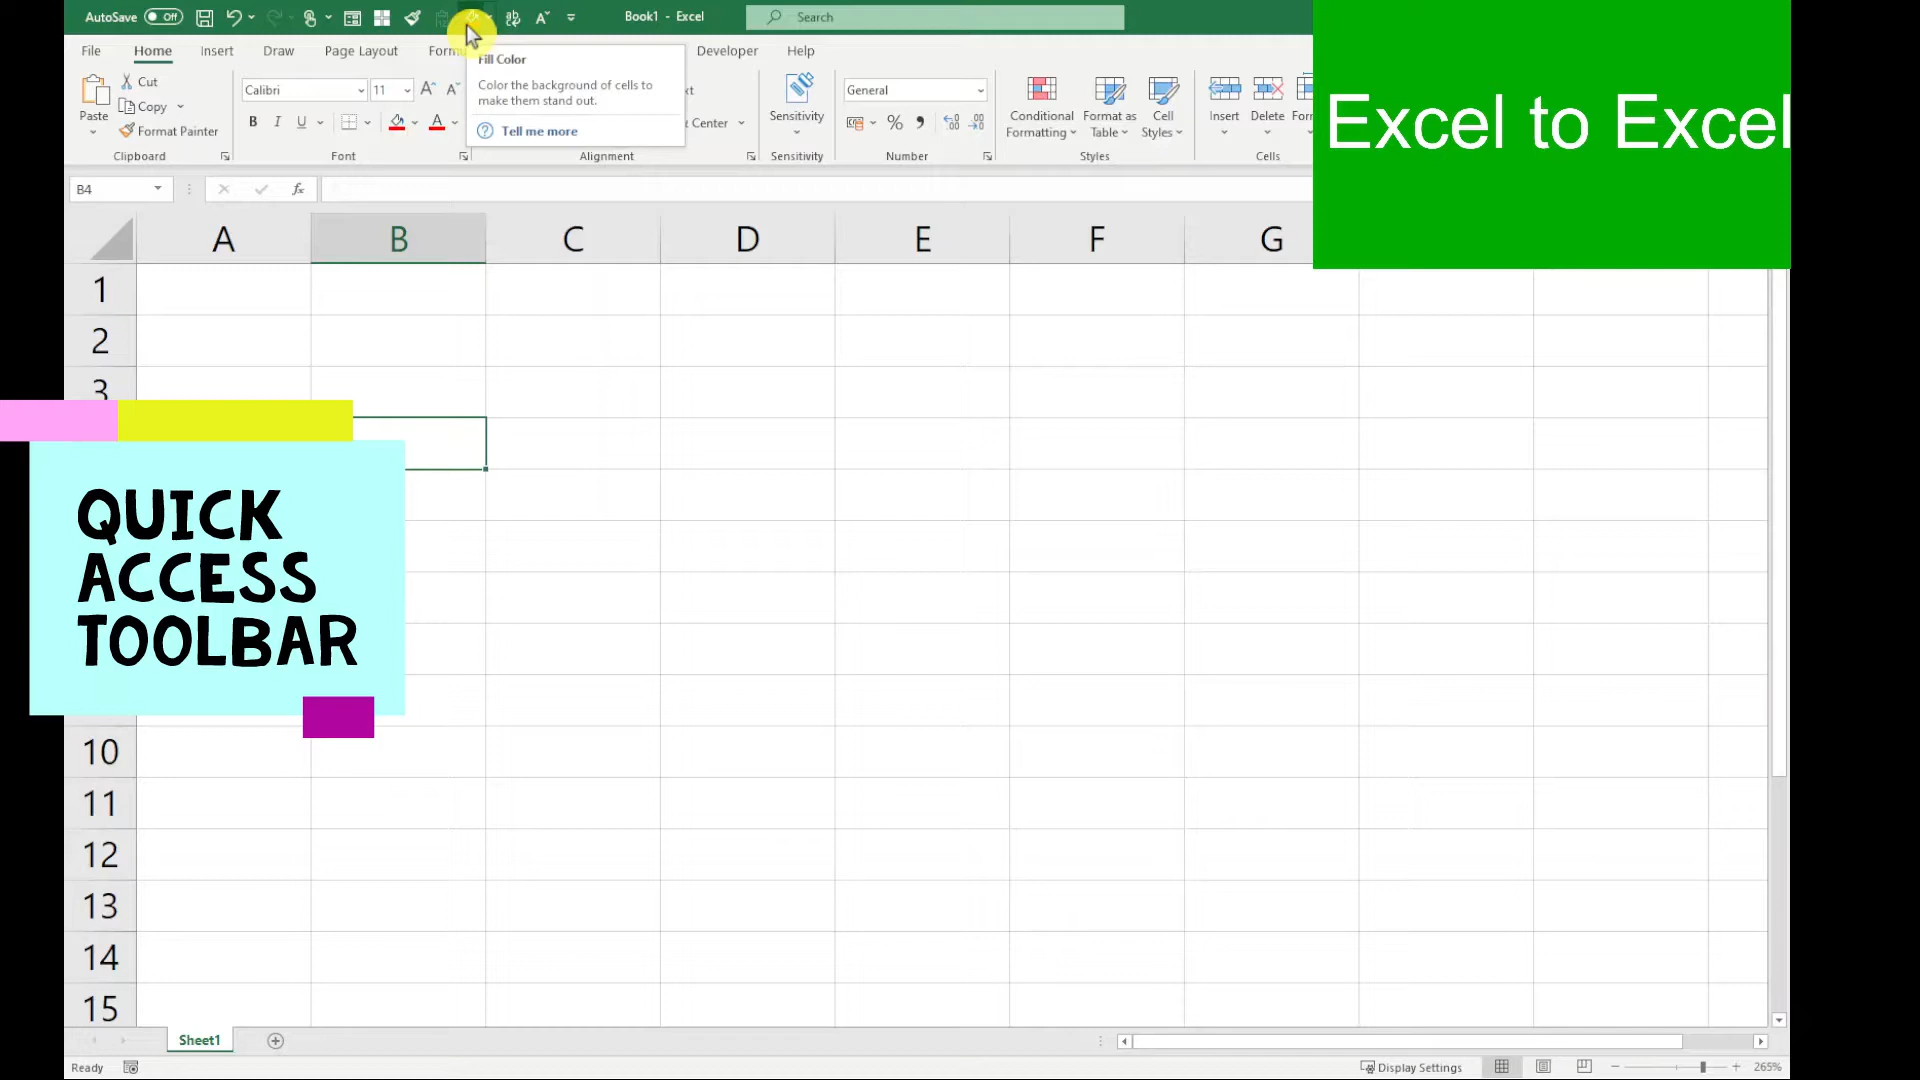 AutoSave Off Book1 - Excel Search
File Home Insert Draw Page Layout Form Developer Help
Fill Color
Color the background of cells to
make them stand out.
Tell me more
Paste
Cut
Copy
Format Painter
Clipboard
Calibri 11
B I U A
Font
Center
Alignment
Sensitivity
Sensitivity
General
%
Number
Conditional
Formatting
Format as
Table
Cell
Styles
Styles
Insert
Delete
Cells
Excel to Excel
B4 fx
A B C D E F G
1
2
3
QUICK
ACCESS
TOOLBAR
10
11
12
13
14
15
Sheet1
Ready Display Settings 265%